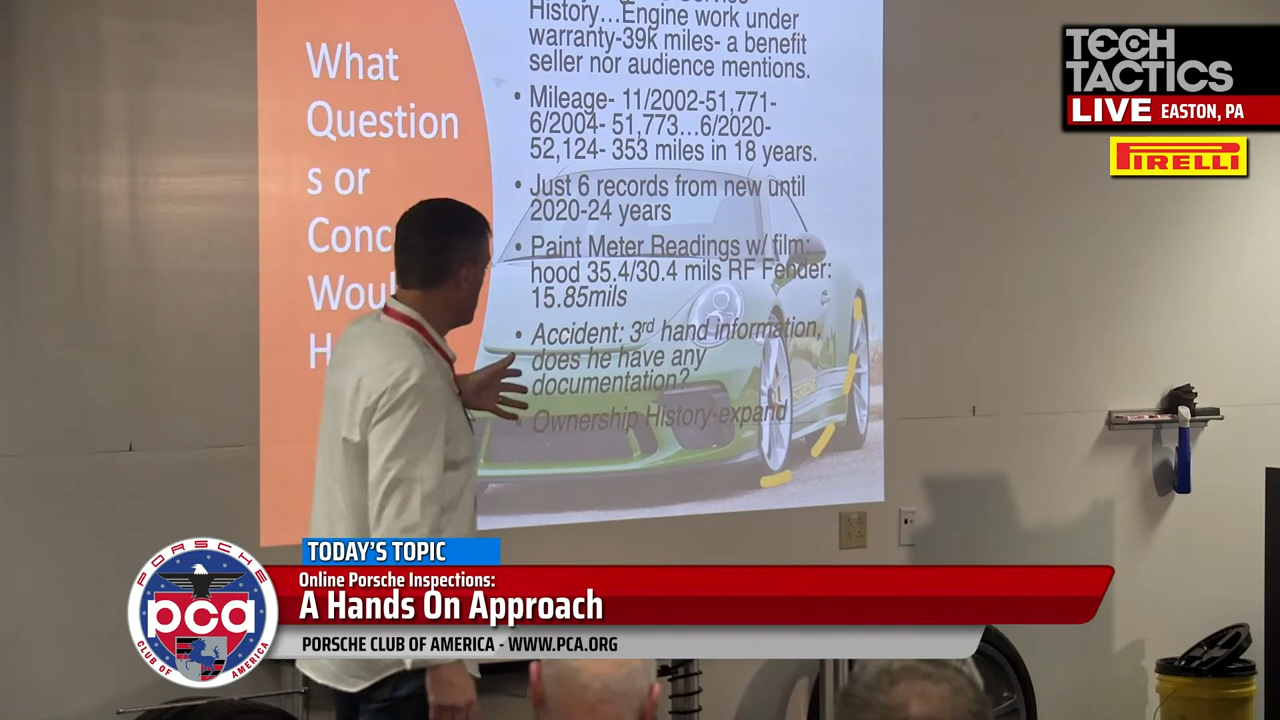 History...Engine work under
warranty-39k miles- a benefit
seller nor audience mentions.
• Mileage- 11/2002-51,771-
6/2004- 51,773...6/2020-
52,124- 353 miles in 18 years.
• Just 6 records from new until
2020-24 years
• Paint Meter Readings w/ film:
hood 35.4/30.4 mils RF Fender:
15.85mils
• Accident: 3rd hand information,
does he have any
documentation?
• Ownership History-expand
What
Question
s or
Conc
Wou
H
TECH
TACTICS
LIVE EASTON, PA
PIRELLI
TODAY'S TOPIC
Online Porsche Inspections:
A Hands On Approach
PORSCHE CLUB OF AMERICA - WWW.PCA.ORG
PORSCHE
pca
CLUB OF AMERICA